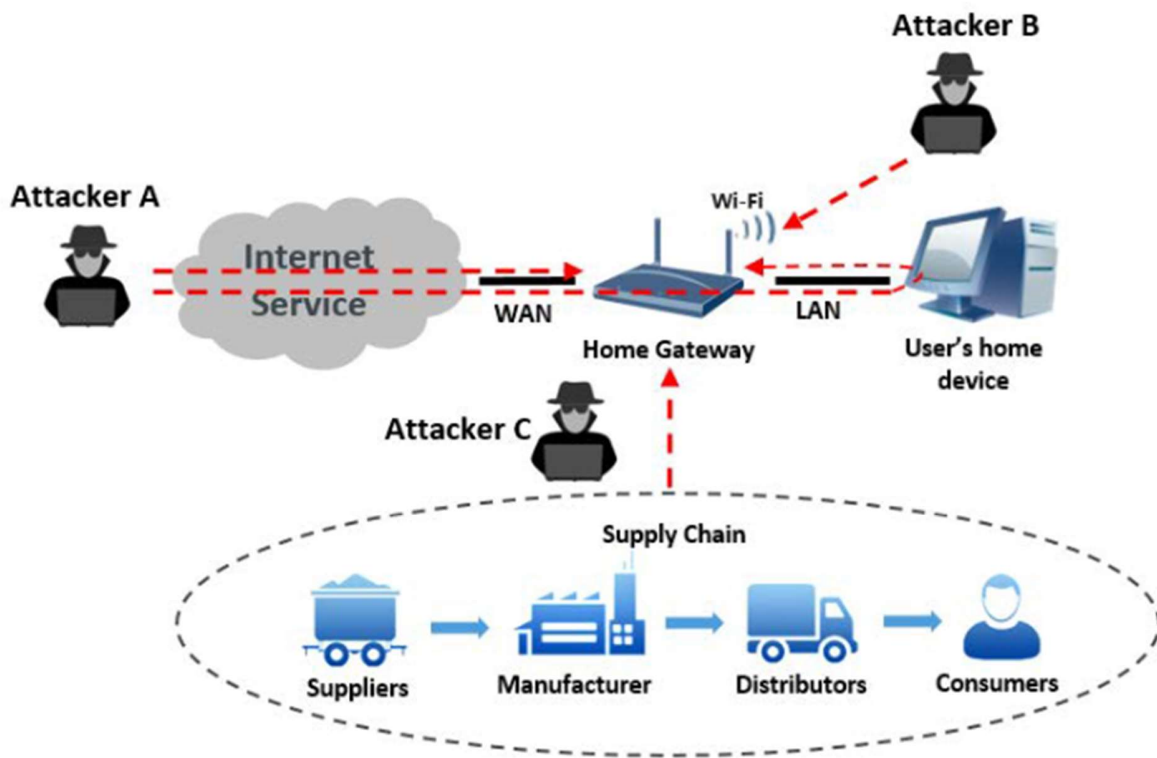 Attacker B
Attacker A
Wi-Fi
Internet
Service
WAN
LAN
Home Gateway
User's home
device
Attacker C
Supply Chain
Suppliers
Manufacturer
Distributors
Consumers